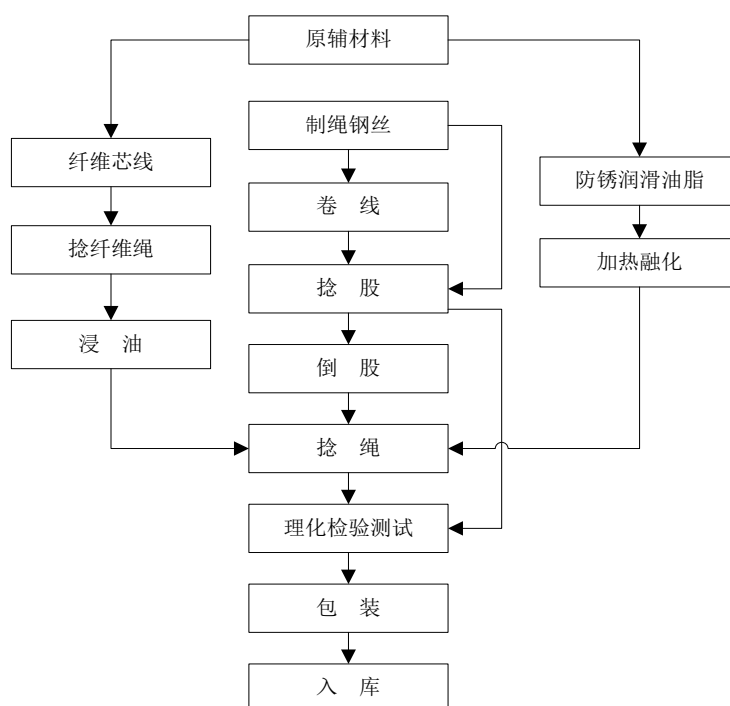 原辅材料
制绳钢丝
纤维芯线
防锈润滑油脂
卷　线
捻纤维绳
加热融化
捻　股
浸　油
倒　股
捻　绳
理化检验测试
包　装
入　库